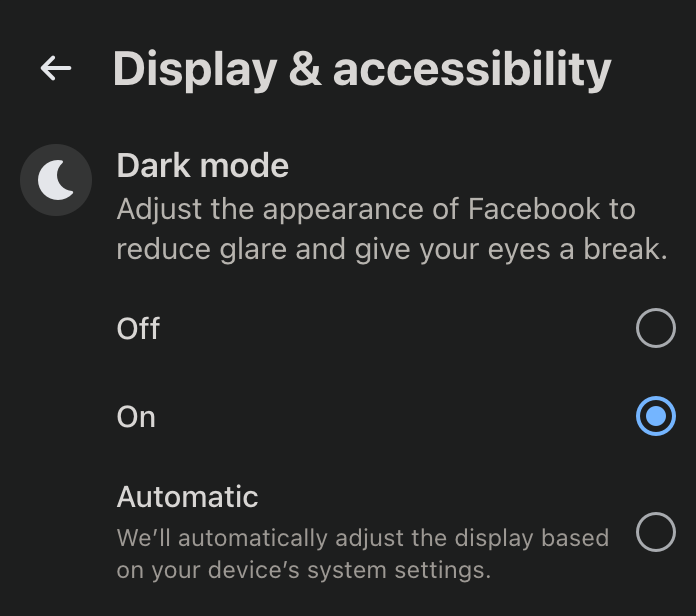 Display & accessibility
Dark mode
Adjust the appearance of Facebook to
reduce glare and give your eyes a break.
Off
On
Automatic
We’ll automatically adjust the display based
on your device’s system settings.